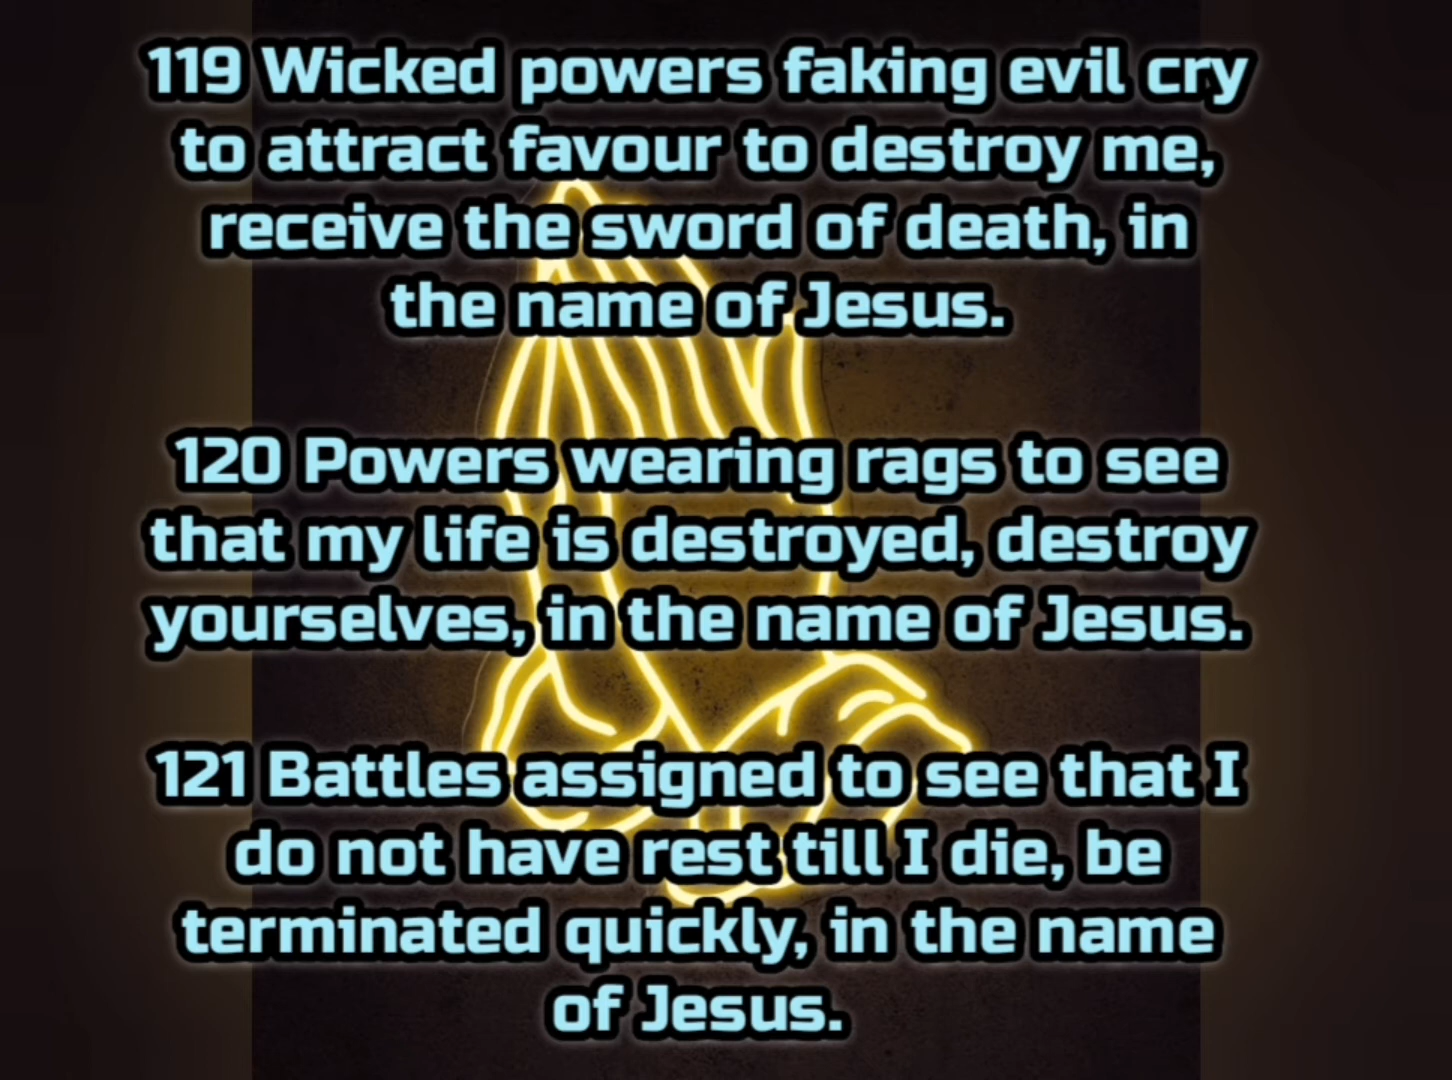 119 Wicked powers faking evil cry
to attract favour to destroy me,
receive the sword of death, in
the name of Jesus.
120 Powers wearing rags to see
that my life is destroyed, destroy
yourselves, in the name of Jesus.
121 Battles assigned to see that I
do not have rest till I die, be
terminated quickly, in the name
of Jesus.